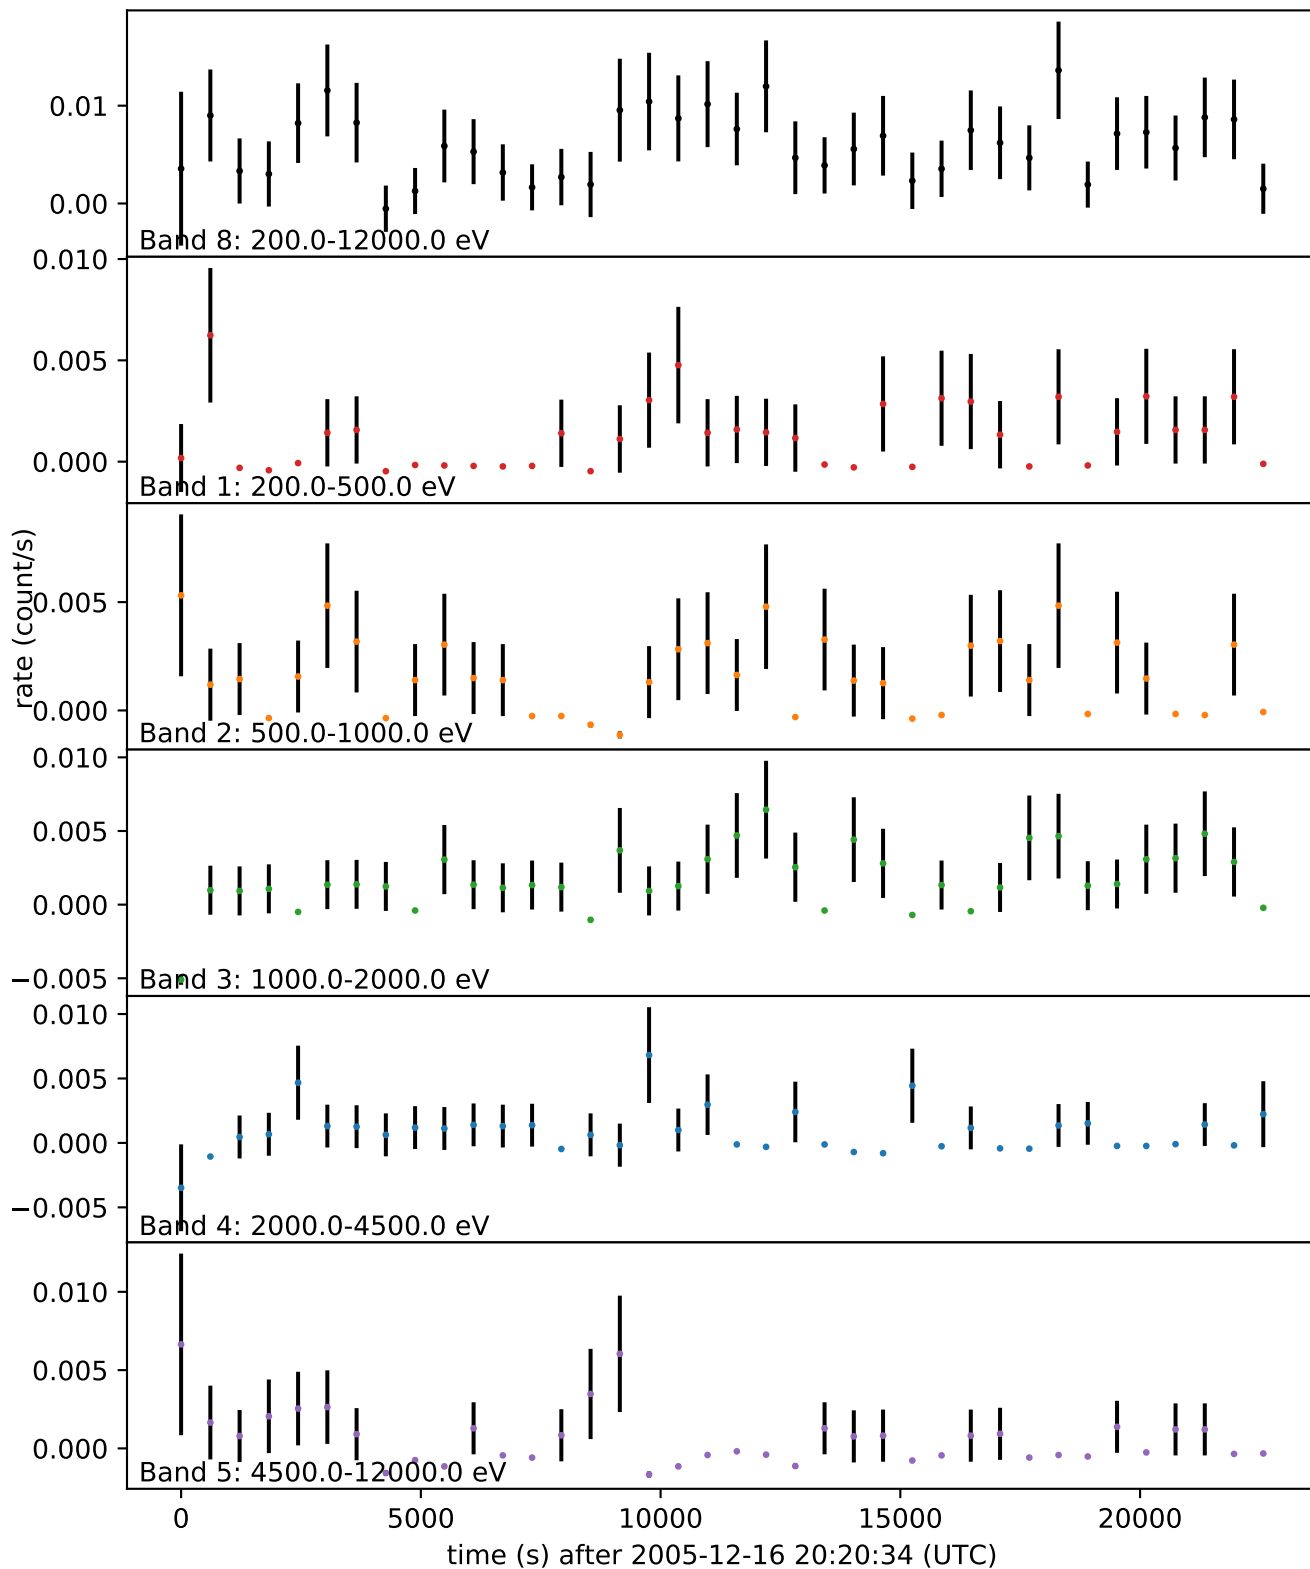 0.01
0.00
Band 8: 200.0-12000.0 eV
0.010
0.005
0.000
Band 1: 200.0-500.0 eV
rate (count/s)
0.005
0.000
Band 2: 500.0-1000.0 eV
0.010
0.005
0.000
−0.005
Band 3: 1000.0-2000.0 eV
0.010
0.005
0.000
−0.005
Band 4: 2000.0-4500.0 eV
0.010
0.005
0.000
Band 5: 4500.0-12000.0 eV
0 5000 10000 15000 20000
time (s) after 2005-12-16 20:20:34 (UTC)